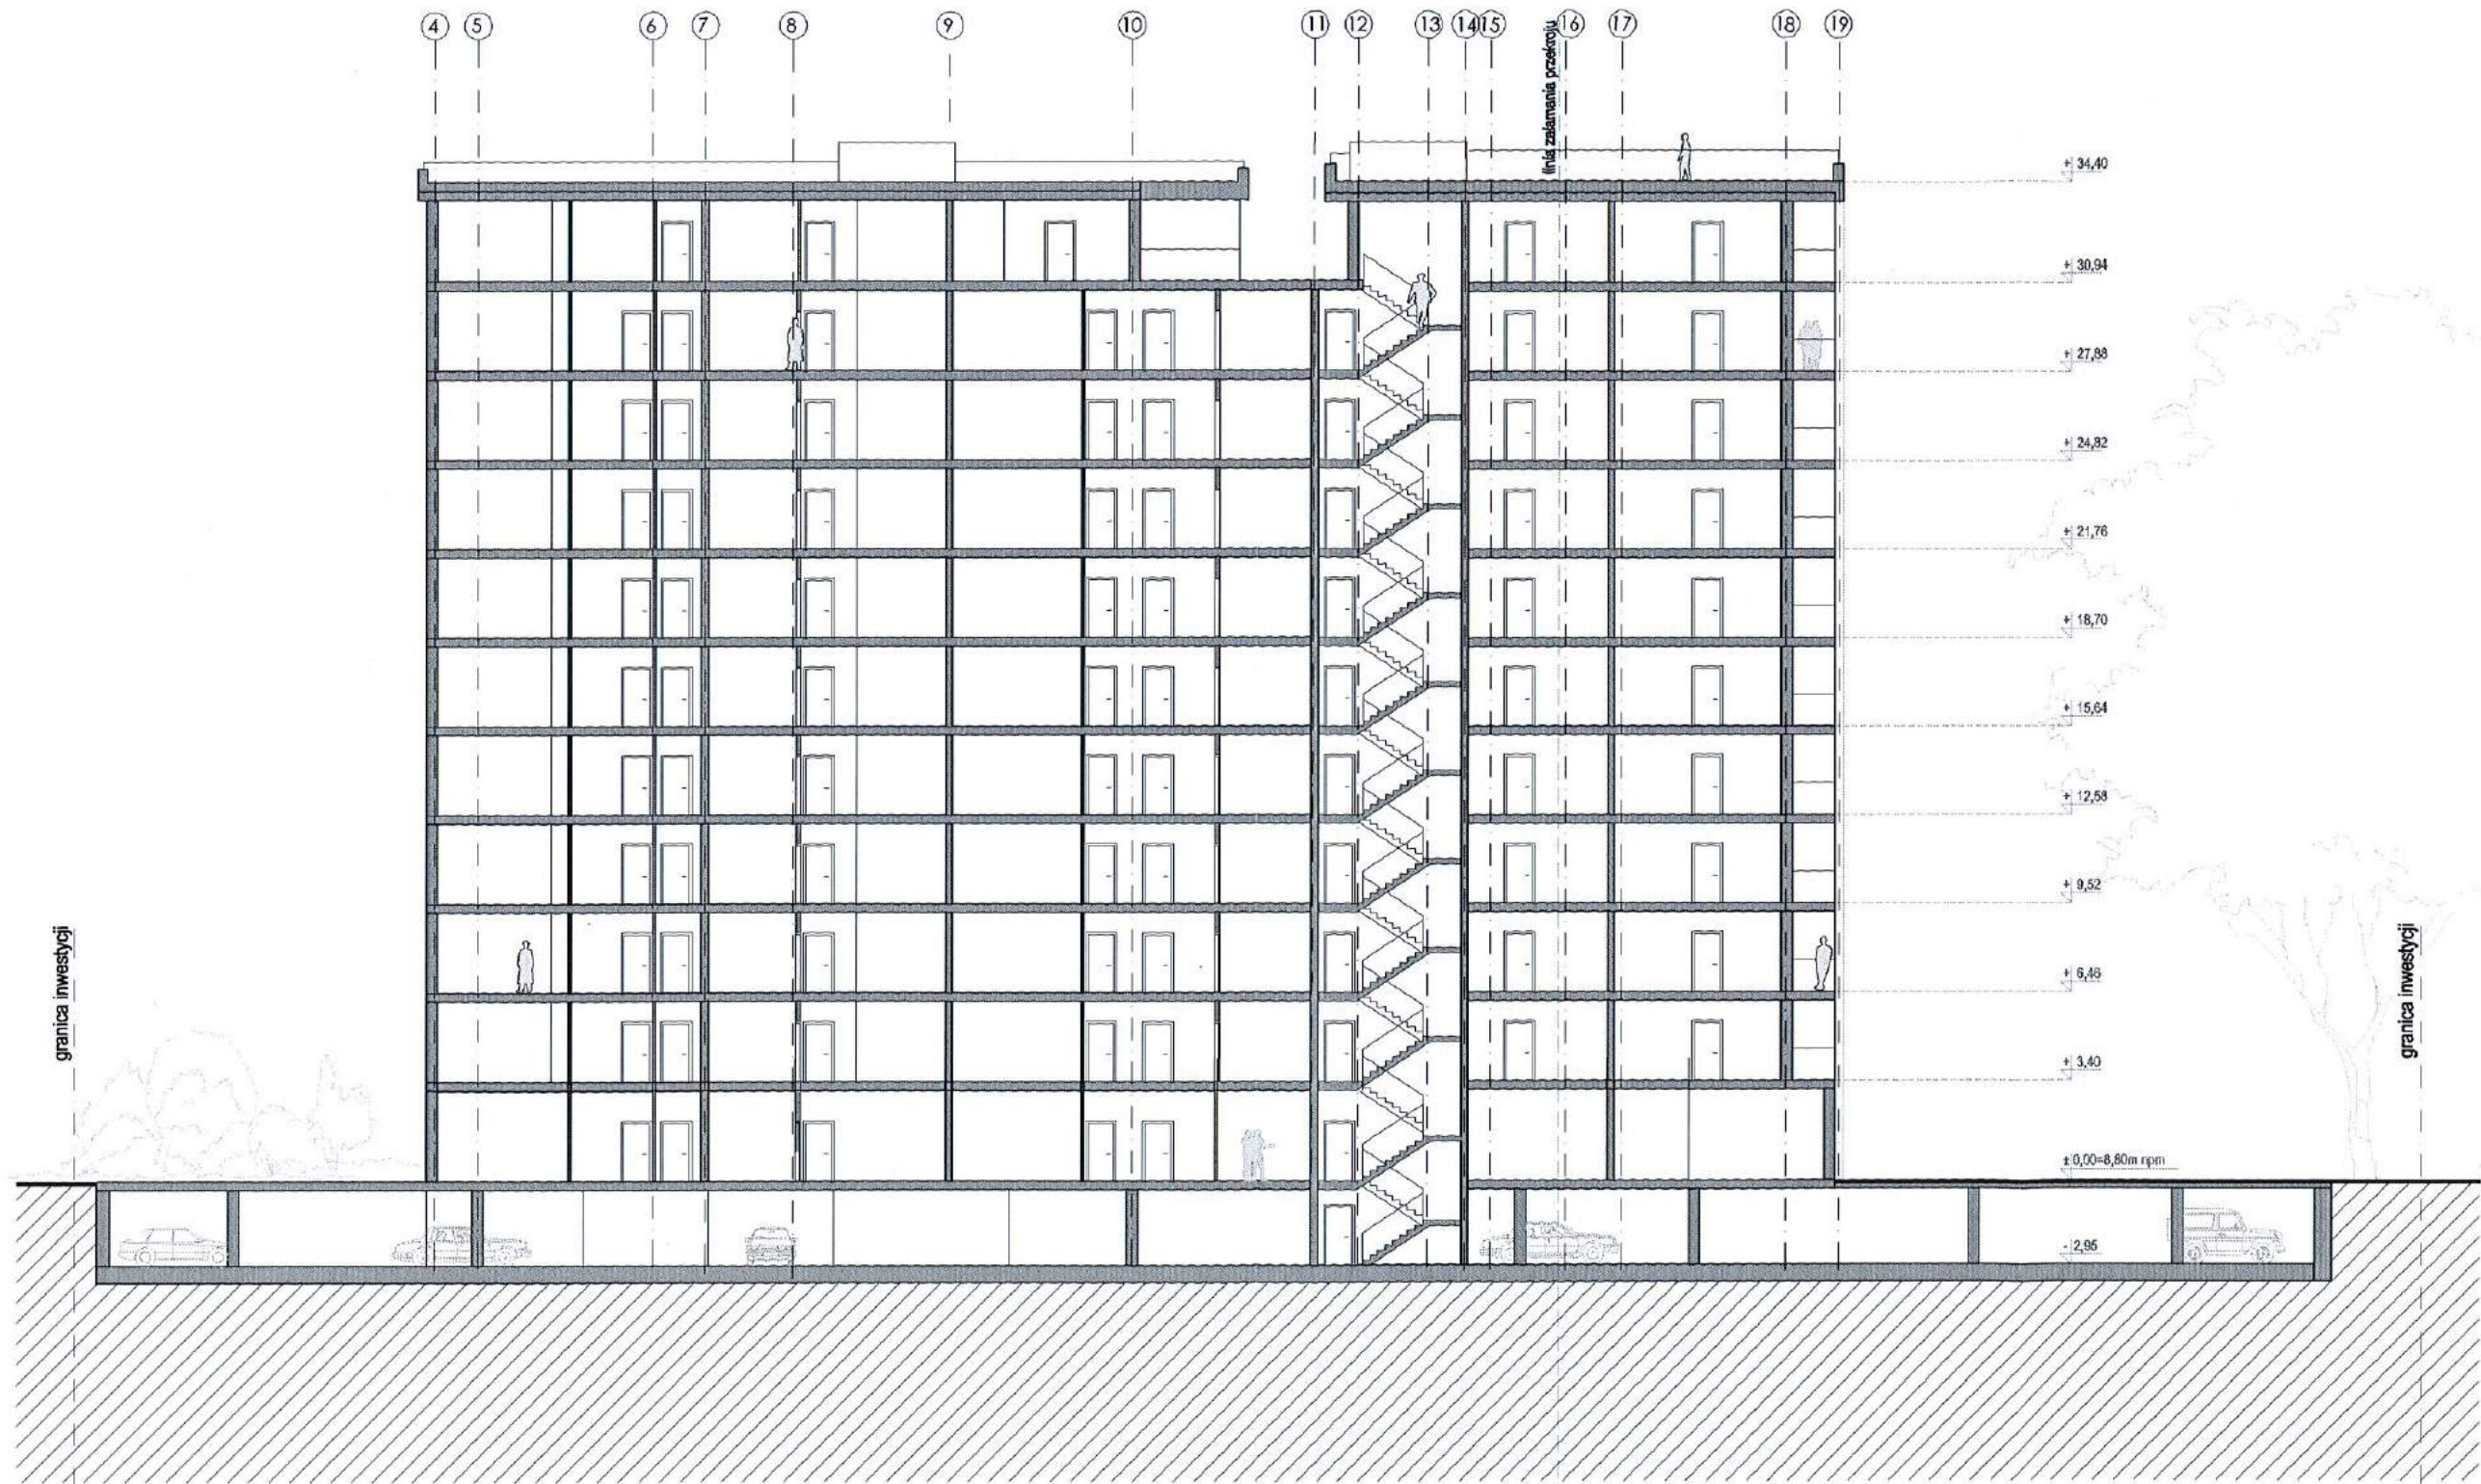 4 5 6 7 8 9 10 11 12 13 14 15 16 17 18 19
linia załamania przekroju
+ 34,40
+ 30,94
+ 27,88
+ 24,82
+ 21,76
+ 18,70
+ 15,64
+ 12,58
+ 9,52
+ 6,46
+ 3,40
± 0,00=8,80m npm
- 2,95
granica inwestycji
granica inwestycji